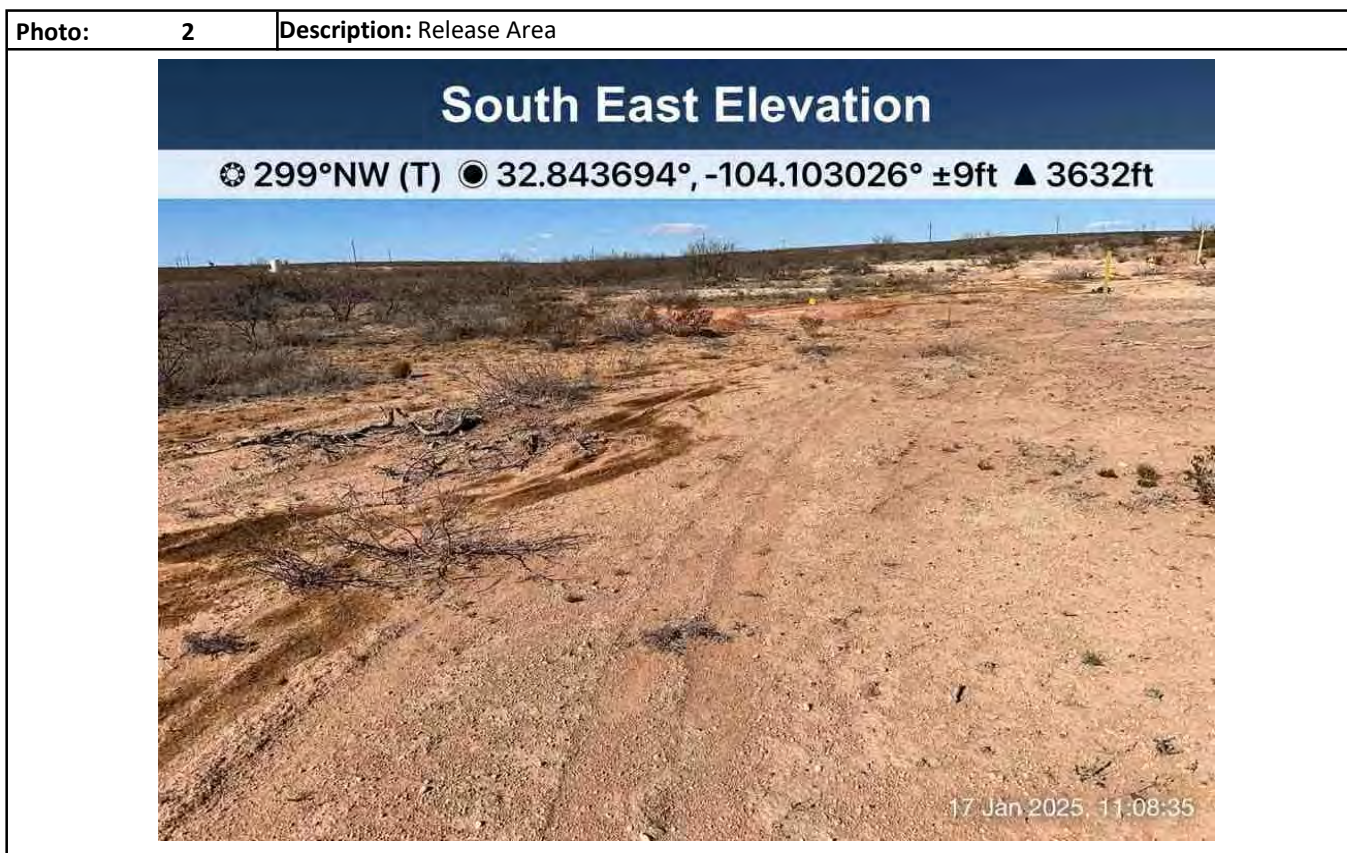 Photo: 2 Description: Release Area
South East Elevation
299°NW (T) 32.843694°, -104.103026° ±9ft ▲ 3632ft
17 Jan 2025, 11:08:35